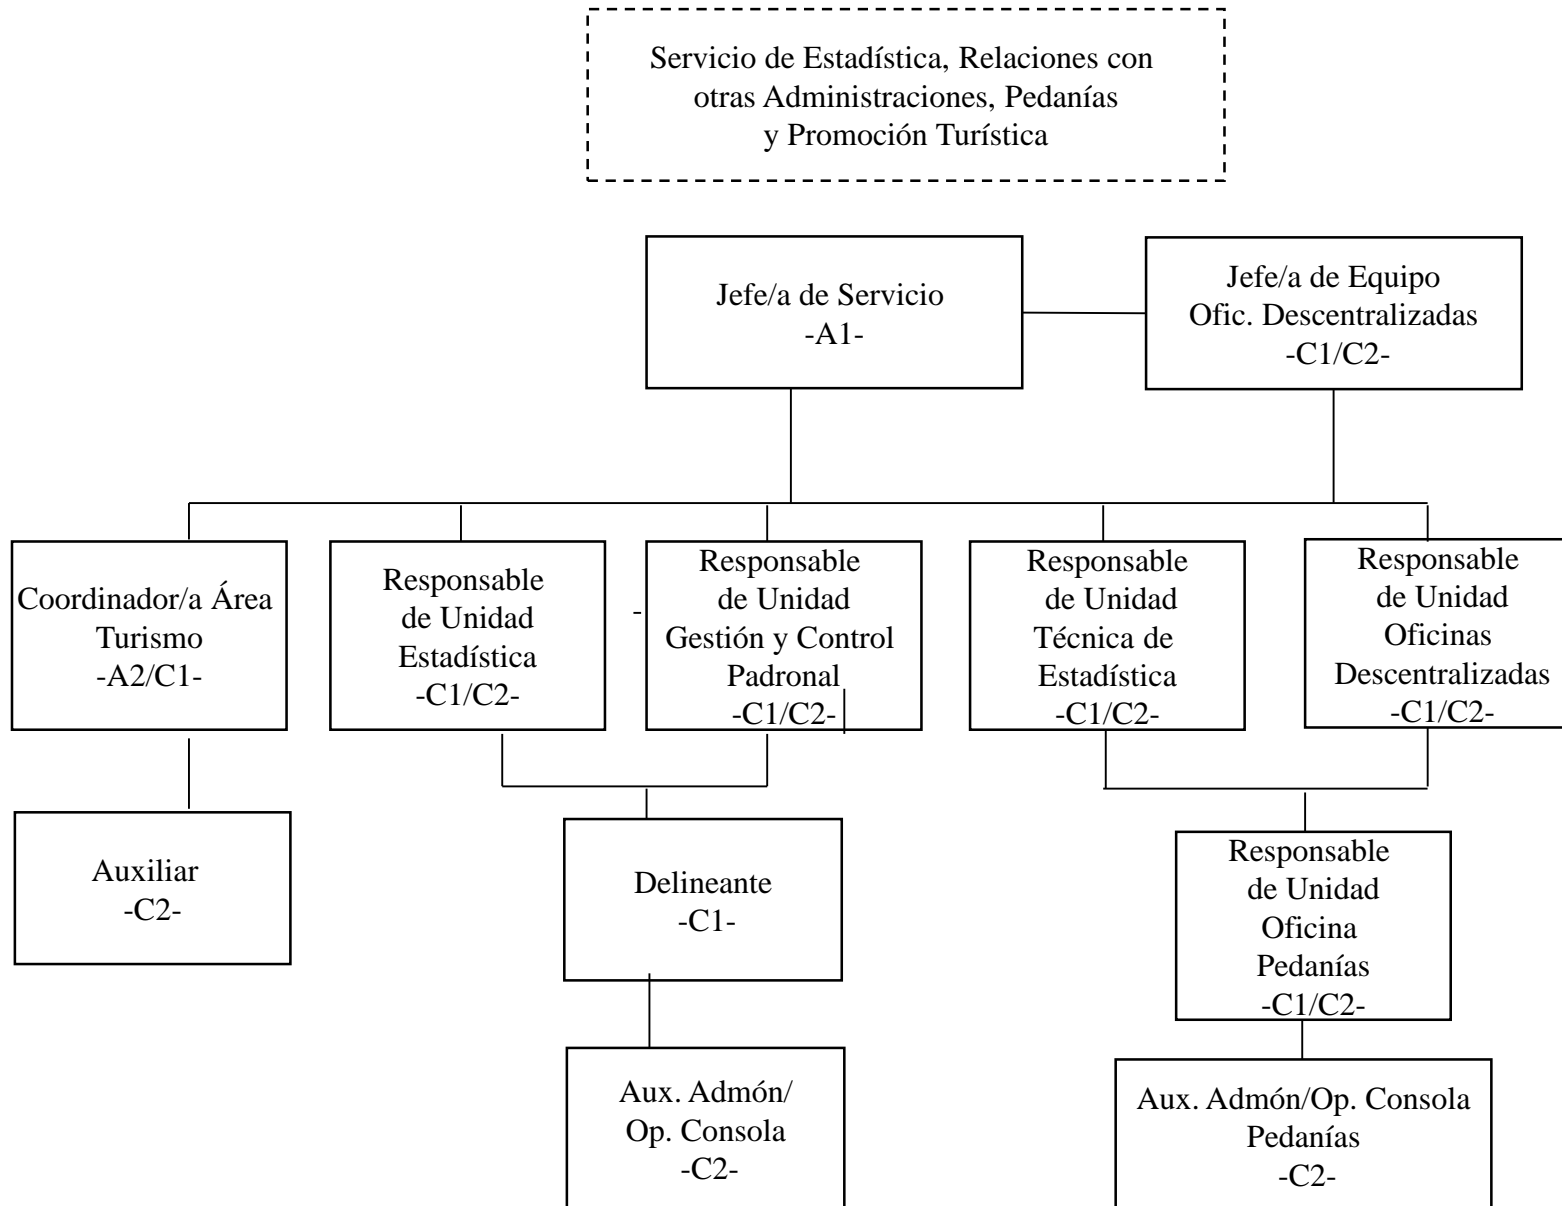 Servicio de Estadística, Relaciones con
otras Administraciones, Pedanías
y Promoción Turística
Jefe/a de Servicio
-A1-
Jefe/a de Equipo
Ofic. Descentralizadas
-C1/C2-
Coordinador/a Área
Turismo
-A2/C1-
Responsable
de Unidad
Estadística
-C1/C2-
-
Responsable
de Unidad
Gestión y Control
Padronal
-C1/C2-
Responsable
de Unidad
Técnica de
Estadística
-C1/C2-
Responsable
de Unidad
Oficinas
Descentralizadas
-C1/C2-
Auxiliar
-C2-
Delineante
-C1-
Responsable
de Unidad
Oficina
Pedanías
-C1/C2-
Aux. Admón/
Op. Consola
-C2-
Aux. Admón/Op. Consola
Pedanías
-C2-